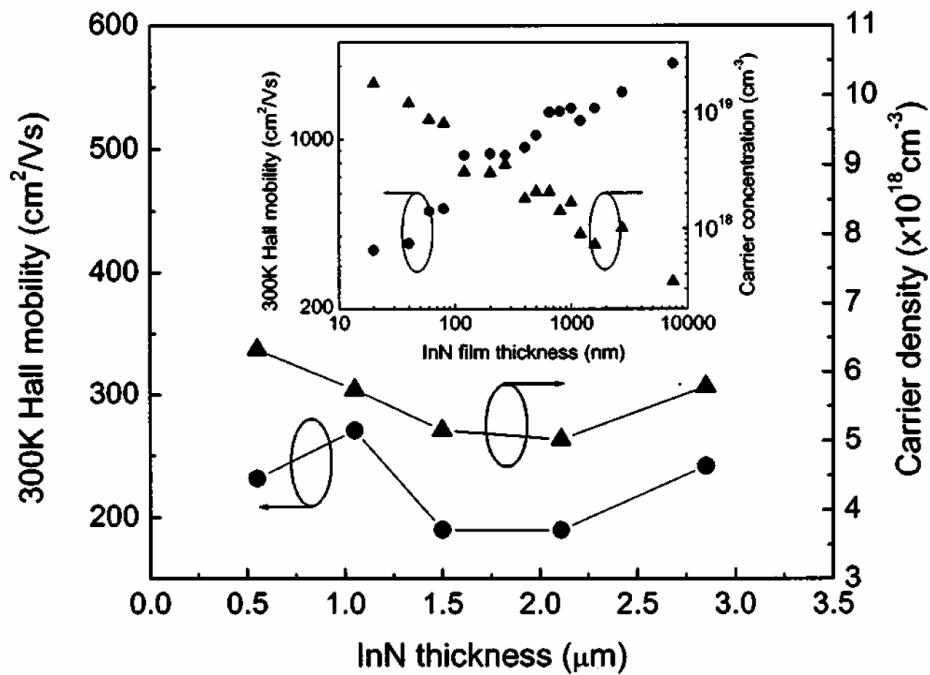 600
500
400
300
200
300K Hall mobility (cm²/Vs)
0.0 0.5 1.0 1.5 2.0 2.5 3.0 3.5
InN thickness (μm)
11
10
9
8
7
6
5
4
3
Carrier density (x10¹⁸cm⁻³)
1000
200
300K Hall mobility (cm²/Vs)
10 100 1000 10000
InN film thickness (nm)
10¹⁹
10¹⁸
Carrier concentration (cm⁻³)